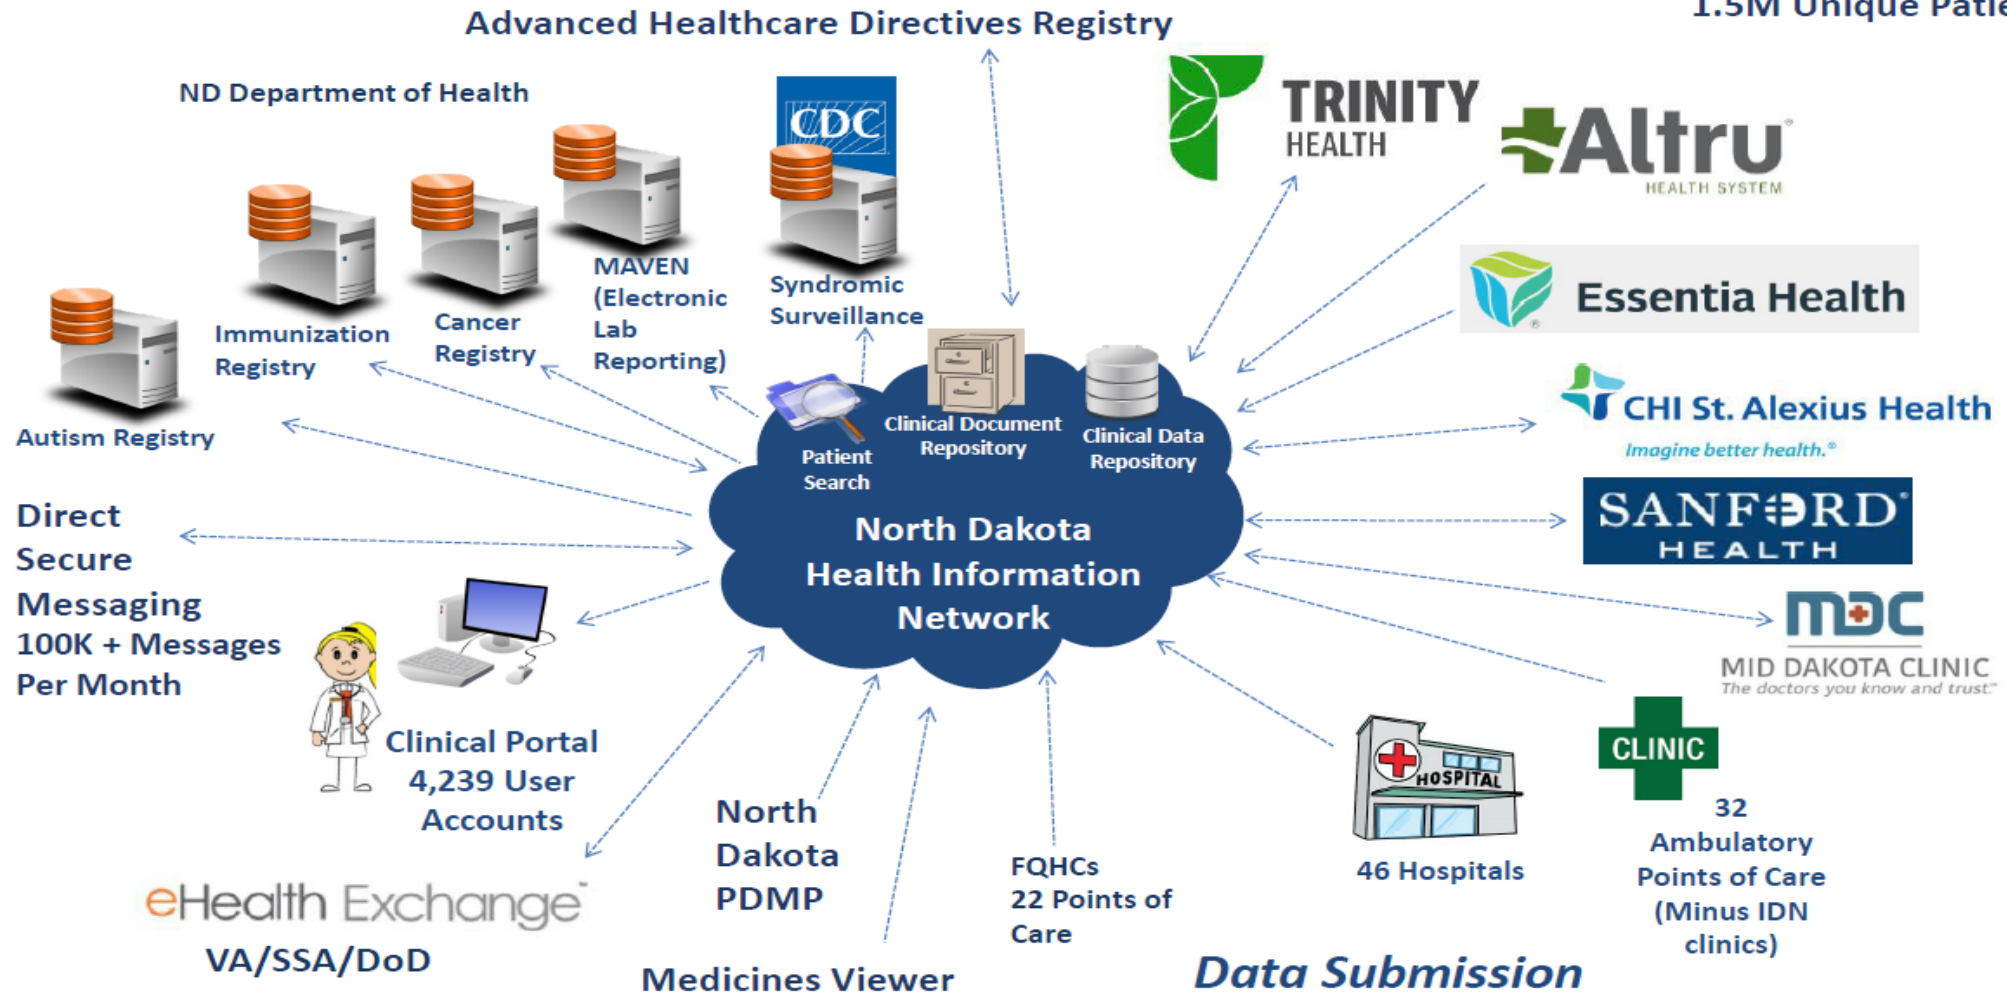 Advanced Healthcare Directives Registry
1.5M Unique Patie
ND Department of Health
CDC
TRINITY
HEALTH
Altru
HEALTH SYSTEM
MAVEN
(Electronic
Lab
Reporting)
Syndromic
Surveillance
Cancer
Registry
Immunization
Registry
Autism Registry
Essentia Health
CHI St. Alexius Health
Imagine better health.®
SANFORD
HEALTH
MDC
MID DAKOTA CLINIC
The doctors you know and trust.℠
Patient
Search
Clinical Document
Repository
Clinical Data
Repository
North Dakota
Health Information
Network
Direct
Secure
Messaging
100K + Messages
Per Month
Clinical Portal
4,239 User
Accounts
eHealth Exchange™
VA/SSA/DoD
North
Dakota
PDMP
Medicines Viewer
FQHCs
22 Points of
Care
HOSPITAL
46 Hospitals
CLINIC
32
Ambulatory
Points of Care
(Minus IDN
clinics)
Data Submission